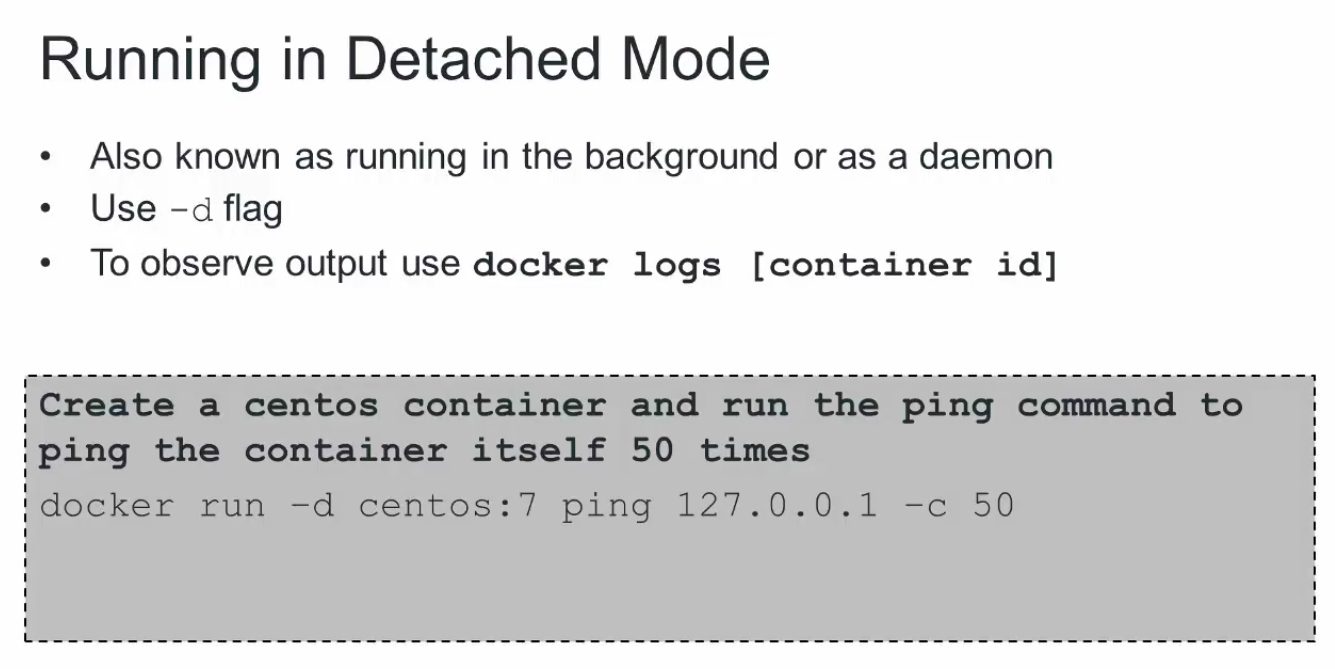 Running in Detached Mode
• Also known as running in the background or as a daemon
• Use -d flag
• To observe output use docker logs [container id]
Create a centos container and run the ping command to
ping the container itself 50 times
docker run -d centos:7 ping 127.0.0.1 -c 50